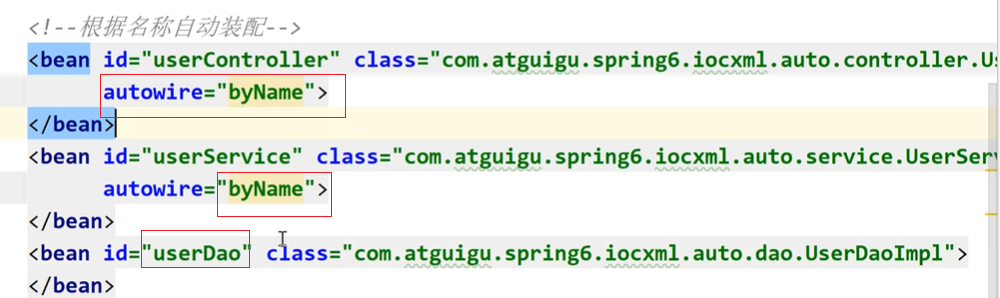 <!--根据名称自动装配-->
<bean id="userController" class="com.atguigu.spring6.iocxml.auto.controller.
autowire="byName">
</bean>
<bean id="userService" class="com.atguigu.spring6.iocxml.auto.service.
autowire="byName">
</bean>
<bean id="userDao" class="com.atguigu.spring6.iocxml.auto.dao.UserDaoImpl">
</bean>